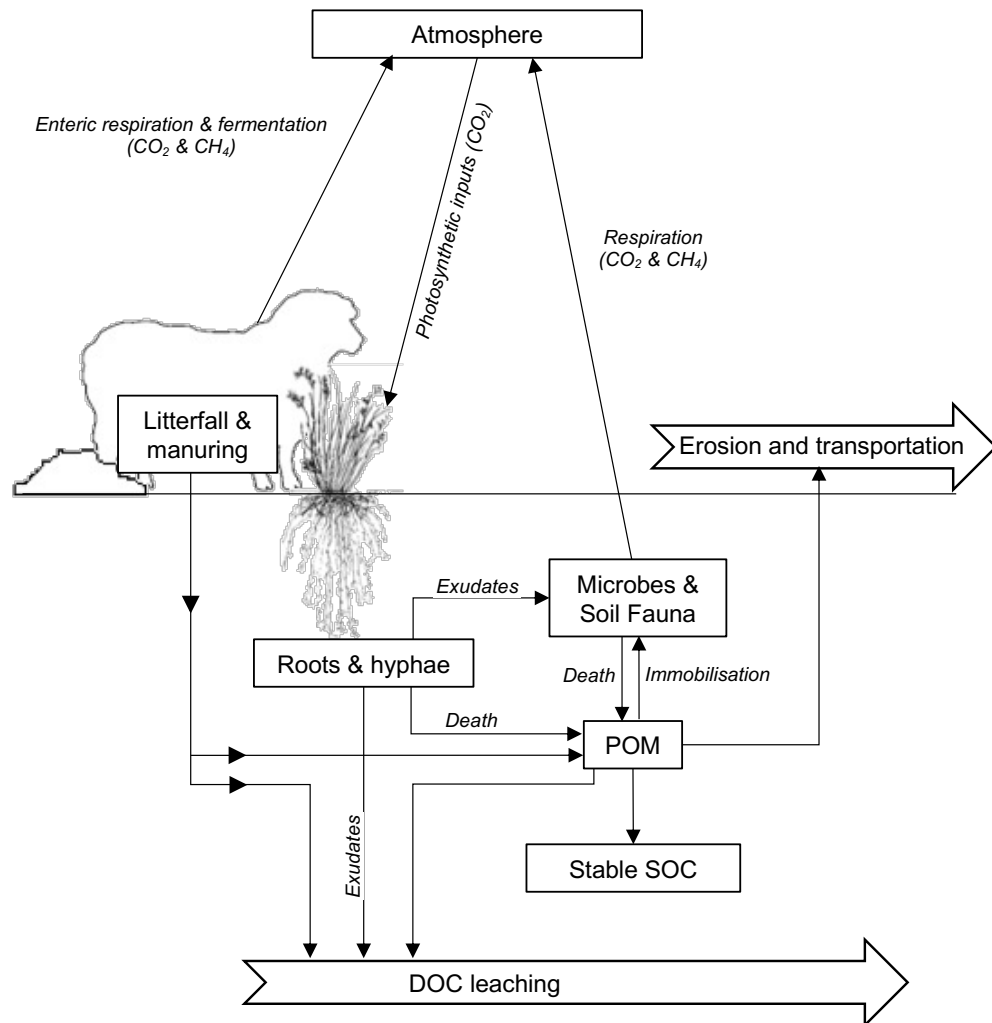 Atmosphere
Enteric respiration & fermentation
(CO₂ & CH₄)
Photosynthetic inputs (CO₂)
Respiration
(CO₂ & CH₄)
Litterfall &
manuring
Erosion and transportation
Exudates
Microbes &
Soil Fauna
Roots & hyphae
Death
Immobilisation
Death
POM
Exudates
Stable SOC
DOC leaching